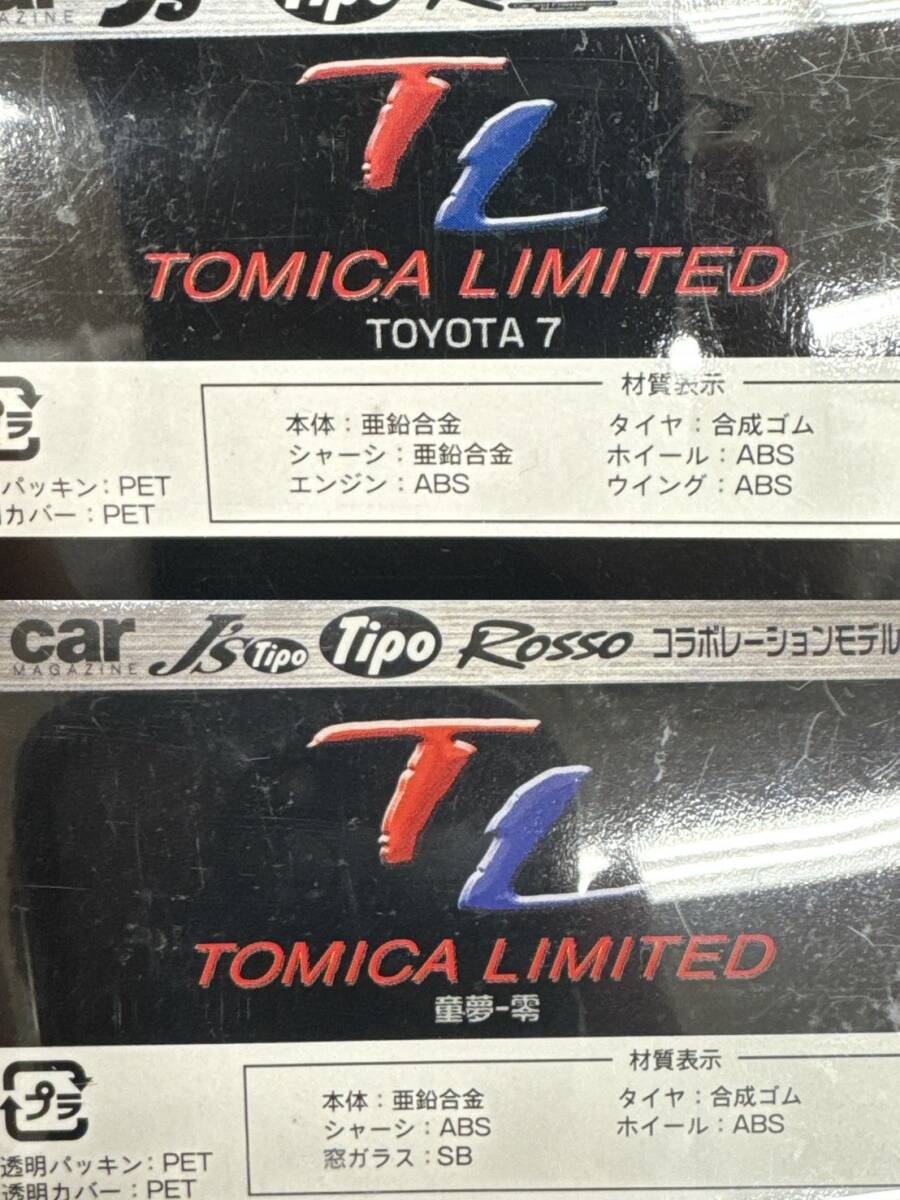 AGAZINE J's Tipo
TL
TOMICA LIMITED
TOYOTA 7
材質表示
本体：亜鉛合金 タイヤ：合成ゴム
シャーシ：亜鉛合金 ホイール：ABS
エンジン：ABS ウイング：ABS
プラ
パッキン：PET
カバー：PET
car MAGAZINE J's Tipo Tipo Rosso コラボレーションモデル
TL
TOMICA LIMITED
童夢-零
材質表示
本体：亜鉛合金 タイヤ：合成ゴム
シャーシ：ABS ホイール：ABS
窓ガラス：SB
プラ
透明パッキン：PET
透明カバー：PET